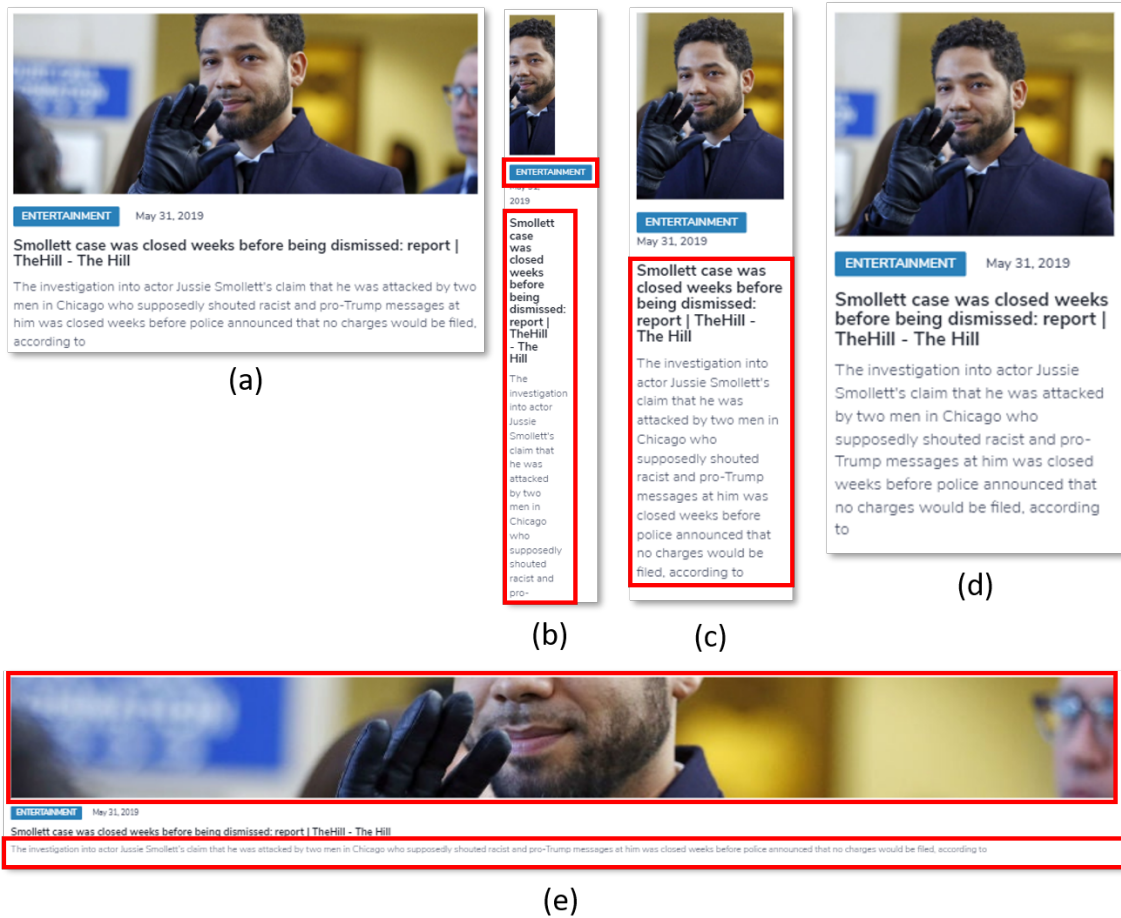 ENTERTAINMENT May 31, 2019
Smollett case was closed weeks before being dismissed: report |
TheHill - The Hill
The investigation into actor Jussie Smollett's claim that he was attacked by two
men in Chicago who supposedly shouted racist and pro-Trump messages at
him was closed weeks before police announced that no charges would be filed,
according to
(a)
ENTERTAINMENT
May 31,
2019
Smollett
case
was
closed
weeks
before
being
dismissed:
report |
TheHill
- The
Hill
The
investigation
into actor
Jussie
Smollett's
claim that
he was
attacked
by two
men in
Chicago
who
supposedly
shouted
racist and
pro-
(b)
ENTERTAINMENT
May 31, 2019
Smollett case was
closed weeks before
being dismissed:
report | TheHill -
The Hill
The investigation into
actor Jussie Smollett's
claim that he was
attacked by two men in
Chicago who
supposedly shouted
racist and pro-Trump
messages at him was
closed weeks before
police announced that
no charges would be
filed, according to
(c)
ENTERTAINMENT May 31, 2019
Smollett case was closed weeks
before being dismissed: report |
TheHill - The Hill
The investigation into actor Jussie
Smollett's claim that he was attacked
by two men in Chicago who
supposedly shouted racist and pro-
Trump messages at him was closed
weeks before police announced that
no charges would be filed, according
to
(d)
ENTERTAINMENT May 31, 2019
Smollett case was closed weeks before being dismissed: report | TheHill - The Hill
The investigation into actor Jussie Smollett's claim that he was attacked by two men in Chicago who supposedly shouted racist and pro-Trump messages at him was closed weeks before police announced that no charges would be filed, according to
(e)